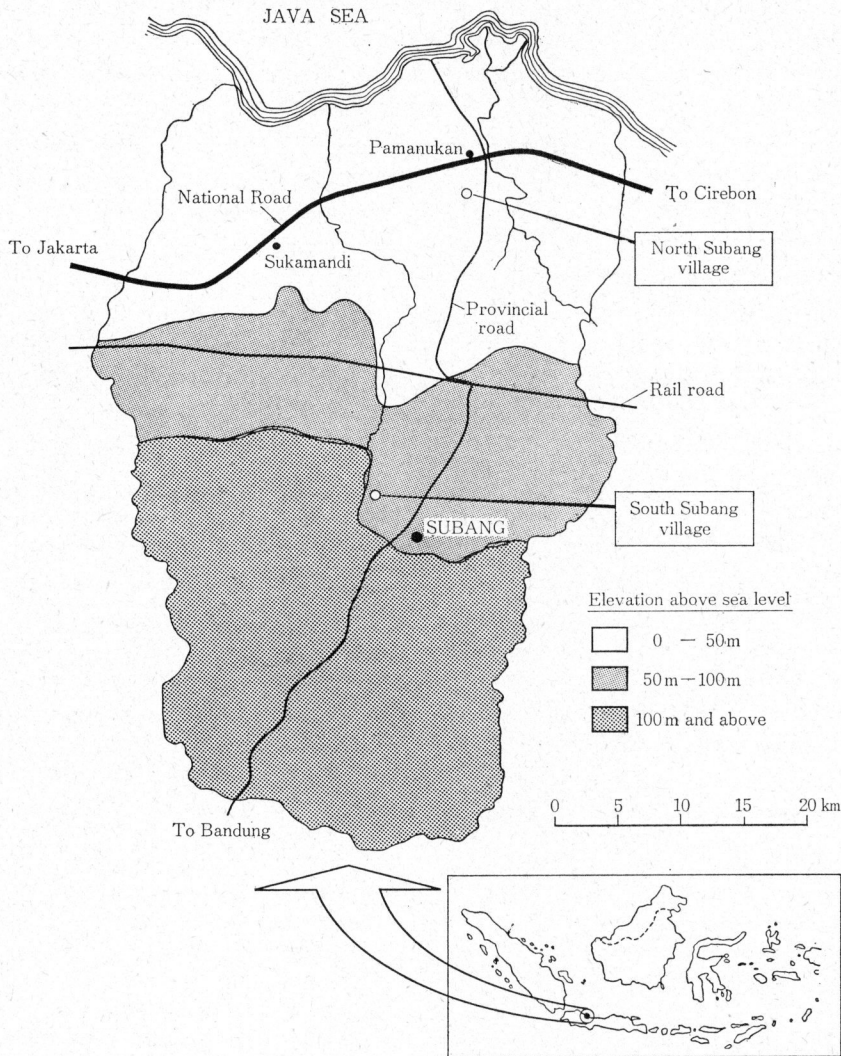 JAVA SEA
Pamanukan
National Road
To Cirebon
To Jakarta
Sukamandi
North Subang
village
Provincial
road
Rail road
South Subang
village
SUBANG
Elevation above sea level
0 — 50m
50m—100m
100m and above
0 5 10 15 20 km
To Bandung